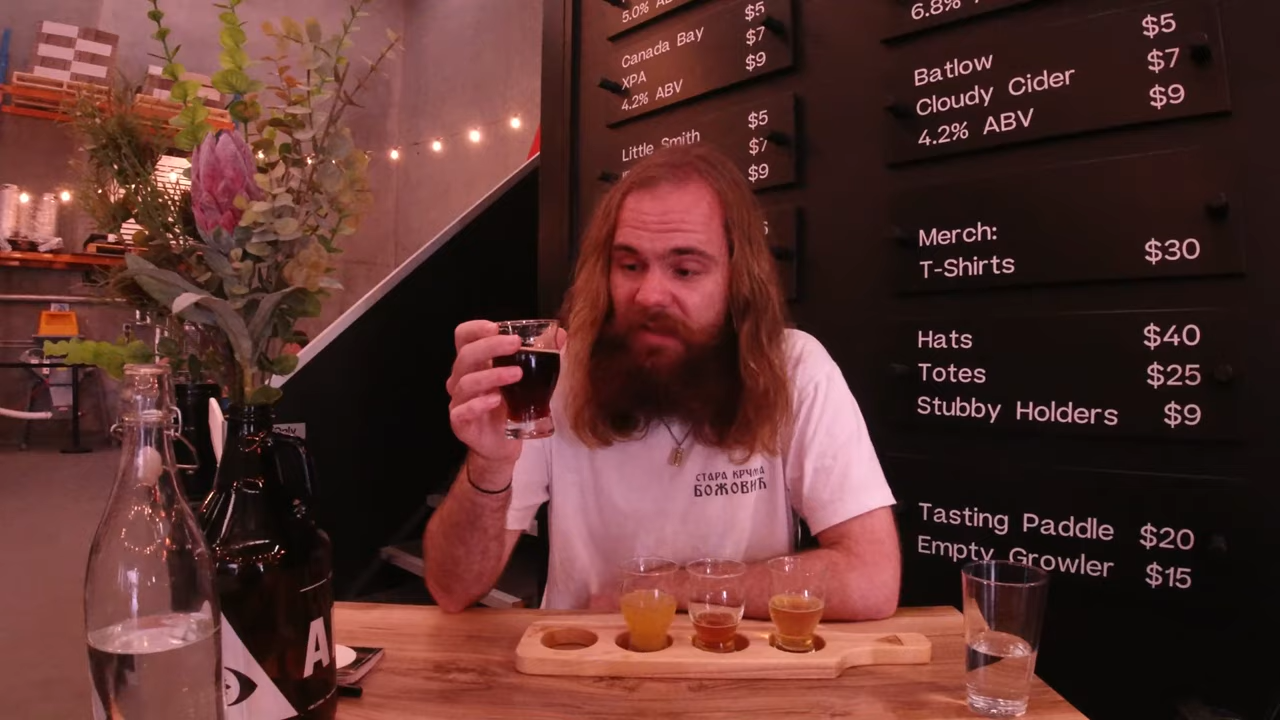 5.0%
Canada Bay
XPA
4.2% ABV
$5
$7
$9
Little Smith
$5
$7
$9
6.8%
$5
Batlow
Cloudy Cider
4.2% ABV
$7
$9
Merch:
T-Shirts
$30
Hats $40
Totes $25
Stubby Holders $9
Tasting Paddle $20
Empty Growler $15
СТАРА КРЧМА
БОЖОВИЋ
A